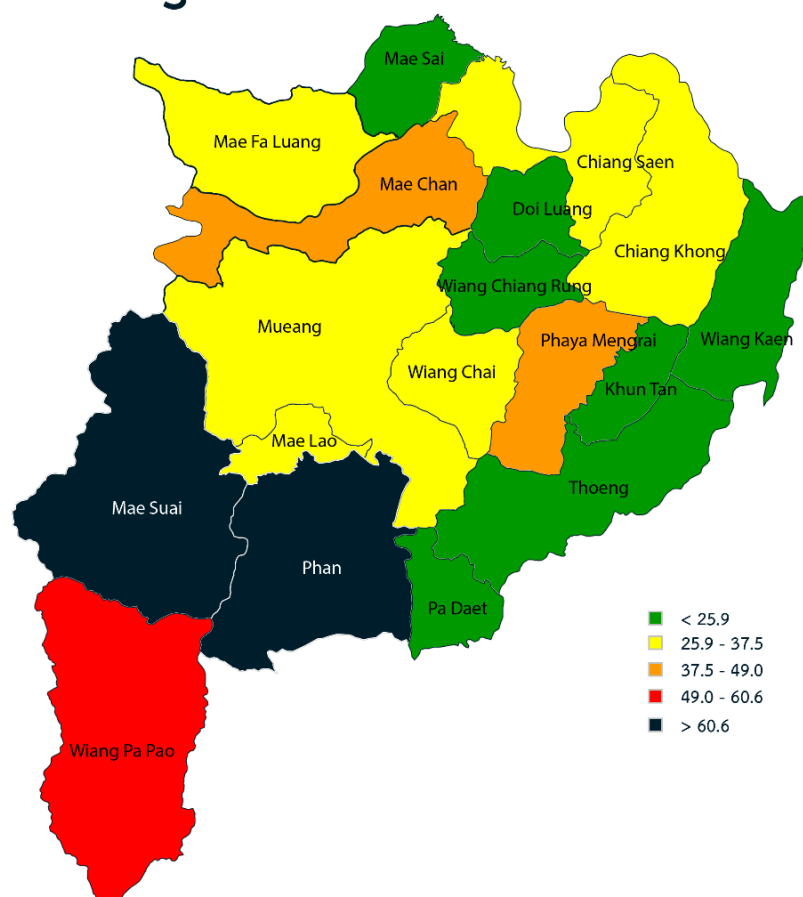 Mae Sai
Mae Fa Luang
Chiang Saen
Mae Chan
Doi Luang
Chiang Khong
Wiang Chiang Rung
Mueang
Phaya Mengrai
Wiang Kaen
Wiang Chai
Khun Tan
Mae Lao
Thoeng
Mae Suai
Phan
Pa Daet
< 25.9
25.9 - 37.5
37.5 - 49.0
49.0 - 60.6
> 60.6
Wiang Pa Pao